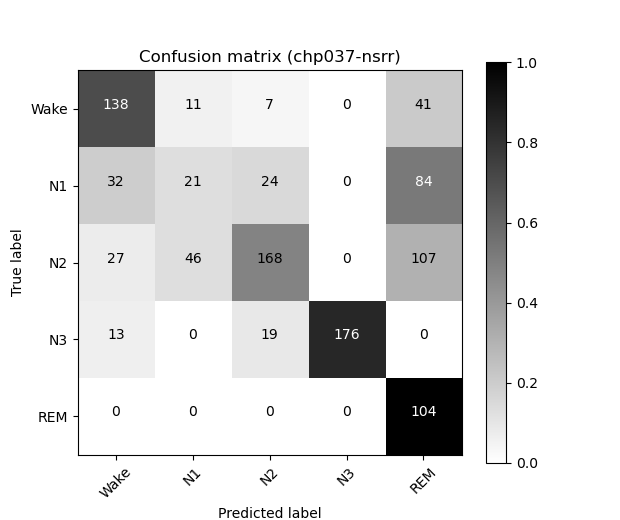 Confusion matrix (chp037-nsrr)
1.0
Wake 138 11 7 0 41
0.8
N1 32 21 24 0 84
0.6
True label
N2 27 46 168 0 107
0.4
N3 13 0 19 176 0
0.2
REM 0 0 0 0 104
0.0
Wake N1 N2 N3 REM
Predicted label